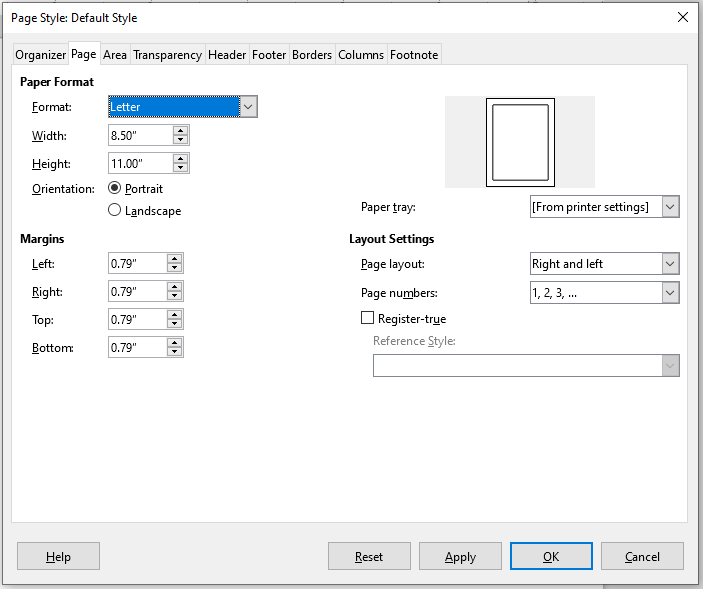 Page Style: Default Style
Organizer Page Area Transparency Header Footer Borders Columns Footnote
Paper Format
Format: Letter
Width: 8.50"
Height: 11.00"
Orientation: Portrait
Landscape
Paper tray: [From printer settings]
Margins
Left: 0.79"
Right: 0.79"
Top: 0.79"
Bottom: 0.79"
Layout Settings
Page layout: Right and left
Page numbers: 1, 2, 3, ...
Register-true
Reference Style:
Help Reset Apply OK Cancel